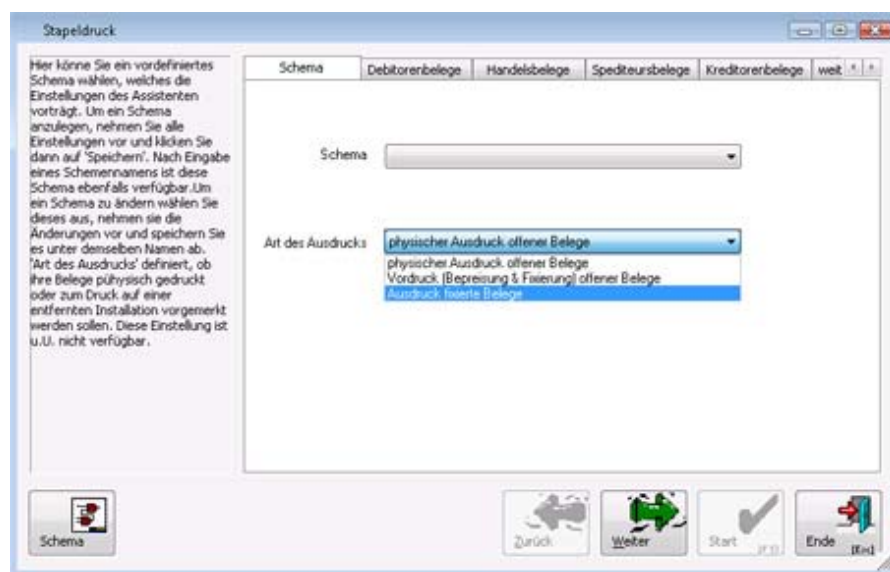 Stapeldruck
Hier könne Sie ein vordefiniertes
Schema wählen, welches die
Einstellungen des Assistenten
vorträgt. Um ein Schema
anzulegen, nehmen Sie alle
Einstellungen vor und klicken Sie
dann auf 'Speichern'. Nach Eingabe
eines Schemennamens ist diese
Schema ebenfalls verfügbar.Um
ein Schema zu ändern wählen Sie
dieses aus, nehmen sie die
Änderungen vor und speichern Sie
es unter demselben Namen ab.
'Art des Ausdrucks' definiert, ob
ihre Belege pühysisch gedruckt
oder zum Druck auf einer
entfernten Installation vorgemerkt
werden sollen. Diese Einstellung ist
u.U. nicht verfügbar.
Schema Debitorenbelege Handelsbelege Spediteursbelege Kreditorenbelege weit
Schema
Art des Ausdrucks physischer Ausdruck offener Belege
physischer Ausdruck offener Belege
Vordruck (Bepreisung & Fixierung) offener Belege
Ausdruck fixierte Belege
Schema Zurück Weiter Start Ende